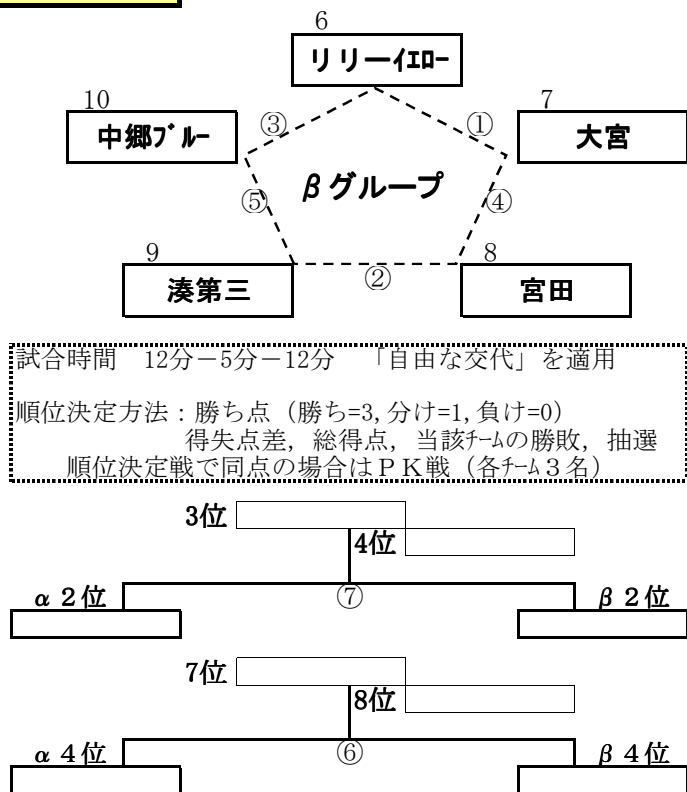 6
リリーイエロー
10
中郷ブルー
7
大宮
③
①
βグループ
⑤
④
9
湊第三
②
8
宮田
試合時間　12分－5分－12分　「自由な交代」を適用
順位決定方法：勝ち点（勝ち=3,分け=1,負け=0）
得失点差，総得点，当該チームの勝敗，抽選
順位決定戦で同点の場合はＰＫ戦（各チーム３名）
3位
4位
α２位
⑦
β２位
7位
8位
α４位
⑥
β４位